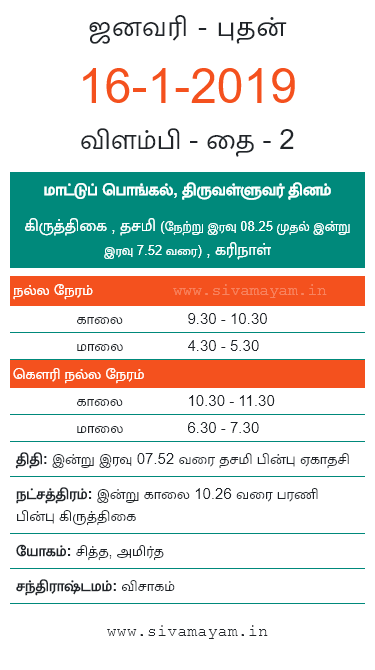 ஜனவரி - புதன்
16-1-2019
விளம்பி - தை - 2
மாட்டுப் பொங்கல், திருவள்ளுவர் தினம்
கிருத்திகை , தசமி (நேற்று இரவு 08.25 முதல் இன்று
இரவு 7.52 வரை) , கரிநாள்
நல்ல நேரம் www.sivamayam.in
காலை 9.30 - 10.30
மாலை 4.30 - 5.30
கௌரி நல்ல நேரம்
காலை 10.30 - 11.30
மாலை 6.30 - 7.30
திதி: இன்று இரவு 07.52 வரை தசமி பின்பு ஏகாதசி
நட்சத்திரம்: இன்று காலை 10.26 வரை பரணி
பின்பு கிருத்திகை
யோகம்: சித்த, அமிர்த
சந்திராஷ்டமம்: விசாகம்
www.sivamayam.in